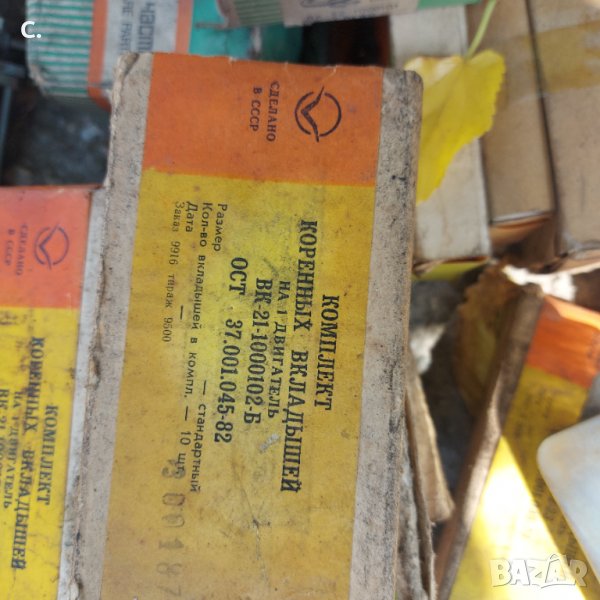 С.
ЧАСТИ
СДЕЛАНО
В СССР
КОМПЛЕКТ
КОРЕННЫХ ВКЛАДЫШЕЙ
НА 1 ДВИГАТЕЛЬ
ВК-21-1000102-Б
ОСТ 37.001.045-82
Размер — стандартный
Кол-во вкладышей в компл. — 10 шт.
Дата —
Заказ 9916 тираж 9500
СДЕЛАНО
В СССР
КОМПЛЕКТ
КОРЕННЫХ ВКЛАДЫШЕЙ
НА 1 ДВИГАТЕЛЬ
BAZAR.bg